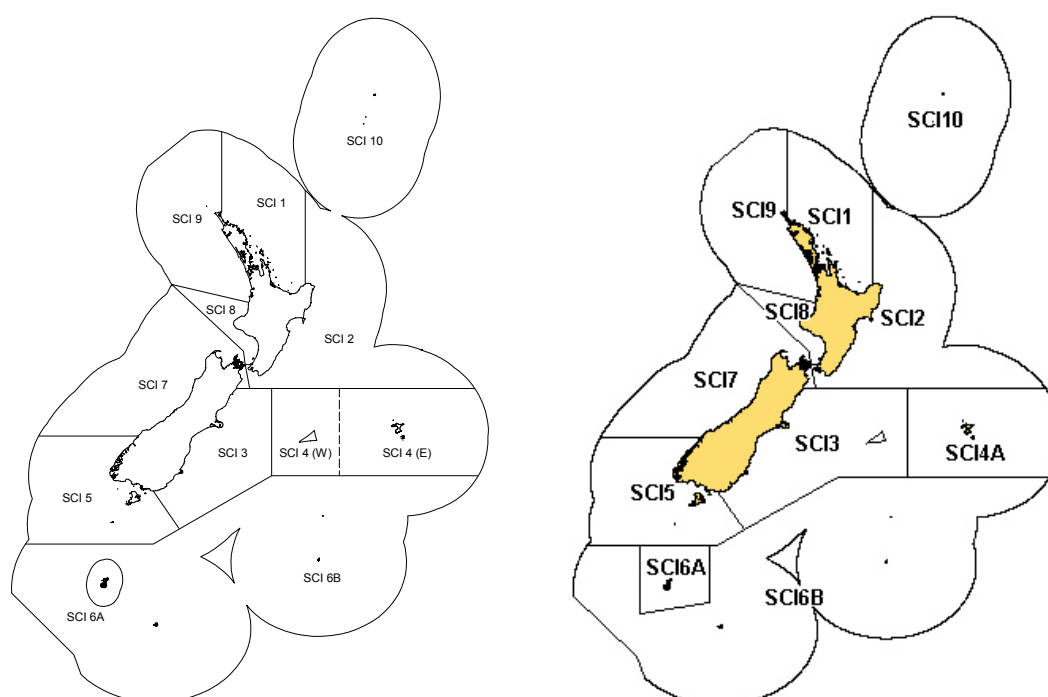 SCI 10
SCI 1
SCI 9
SCI 8
SCI 2
SCI 7
SCI 3
SCI 4 (W)
SCI 4 (E)
SCI 5
SCI 6B
SCI 6A
SCI10
SCI9
SCI1
SCI8
SCI2
SCI7
SCI3
SCI4A
SCI5
SCI6A
SCI6B